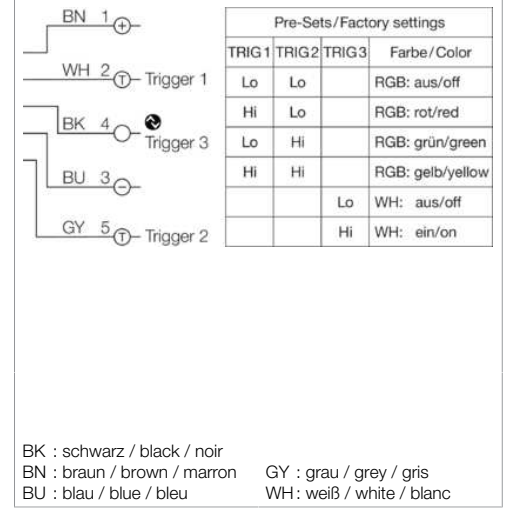 BN 1 +
WH 2 T Trigger 1
BK 4 Trigger 3
BU 3 −
GY 5 T Trigger 2
Pre-Sets/Factory settings
TRIG1 TRIG2 TRIG3 Farbe/Color
Lo Lo RGB: aus/off
Hi Lo RGB: rot/red
Lo Hi RGB: grün/green
Hi Hi RGB: gelb/yellow
Lo WH: aus/off
Hi WH: ein/on
BK : schwarz / black / noir
BN : braun / brown / marron GY : grau / grey / gris
BU : blau / blue / bleu WH : weiß / white / blanc